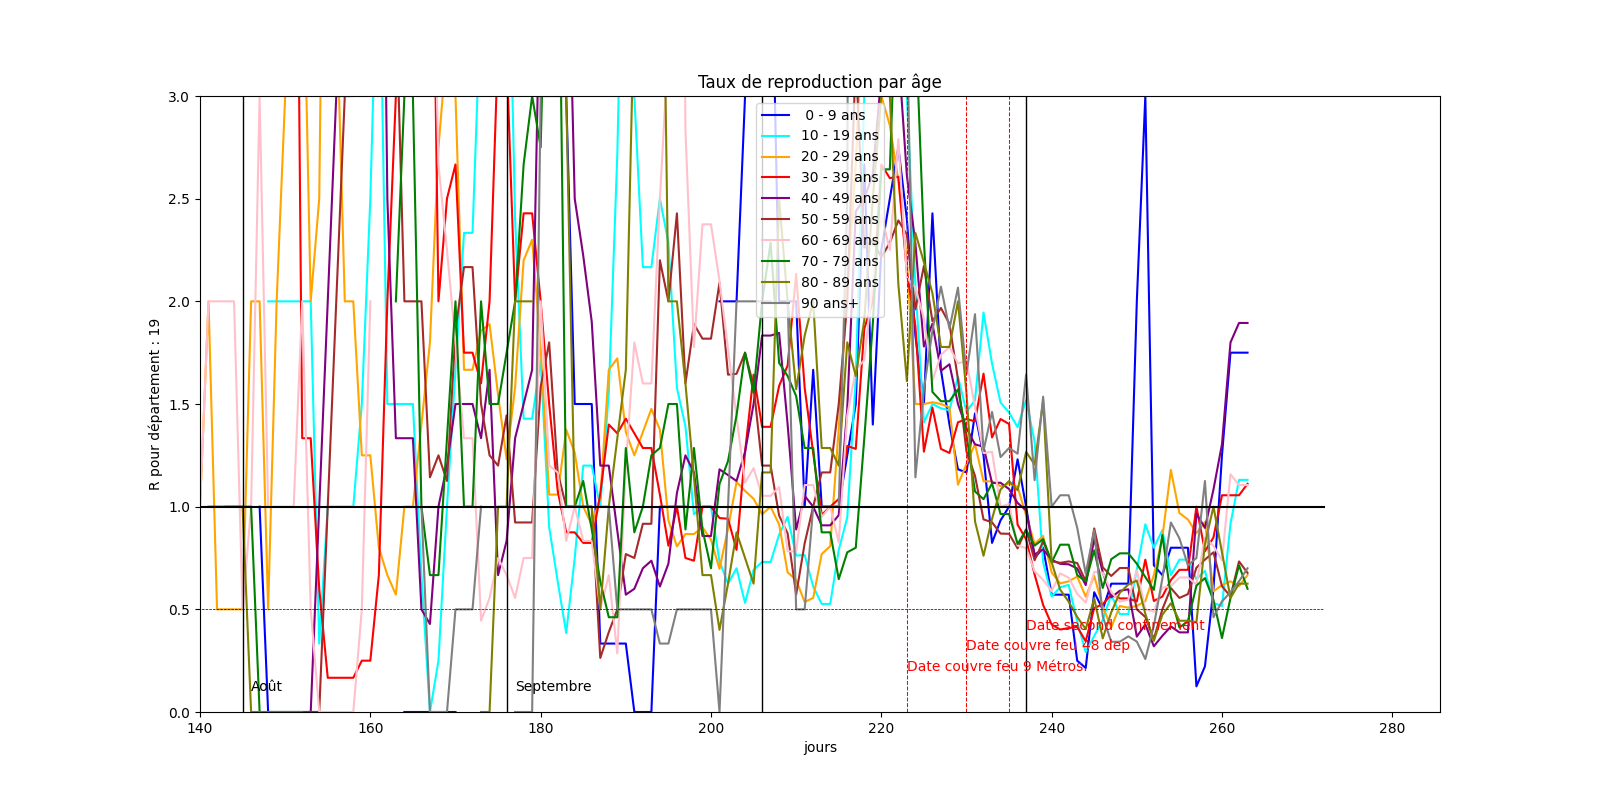 Taux de reproduction par âge
R pour département : 19
3.0
2.5
2.0
1.5
1.0
0.5
0.0
0 - 9 ans
10 - 19 ans
20 - 29 ans
30 - 39 ans
40 - 49 ans
50 - 59 ans
60 - 69 ans
70 - 79 ans
80 - 89 ans
90 ans+
Date second confinement
Date couvre feu 48 dep
Date couvre feu 9 Métros.
Août
Septembre
140
160
180
200
220
240
260
280
jours